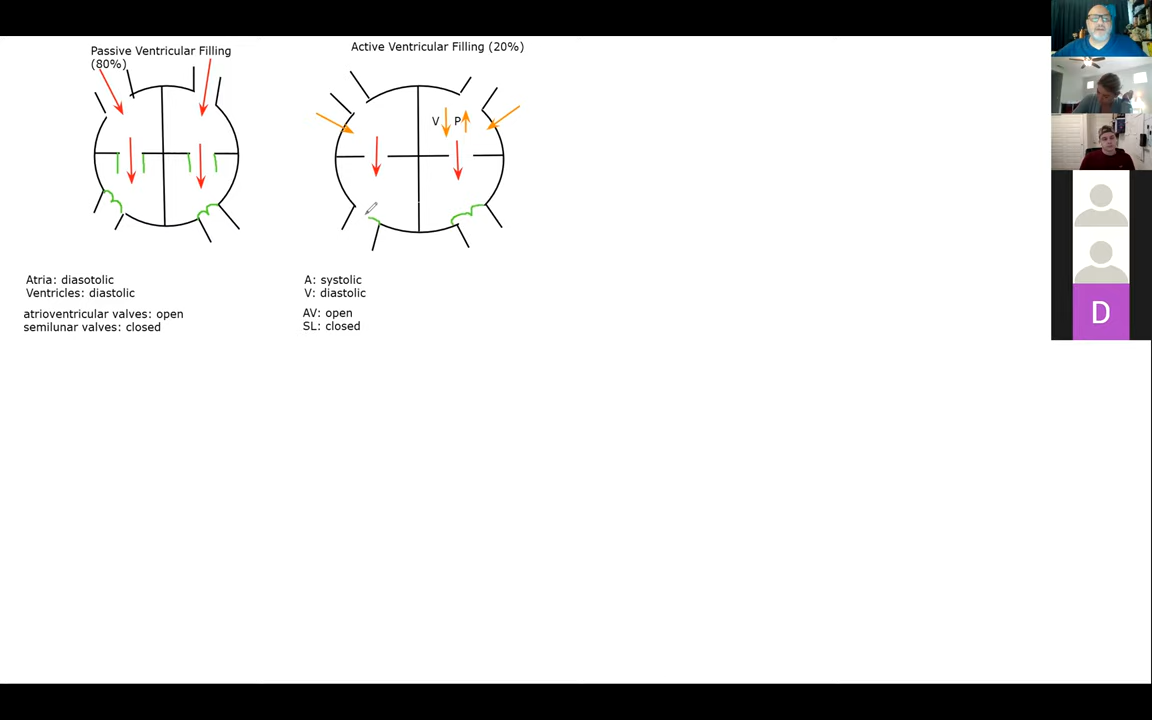 Passive Ventricular Filling
(80%)
Active Ventricular Filling (20%)
V P
Atria: diasotolic
Ventricles: diastolic
atrioventricular valves: open
semilunar valves: closed
A: systolic
V: diastolic
AV: open
SL: closed
D